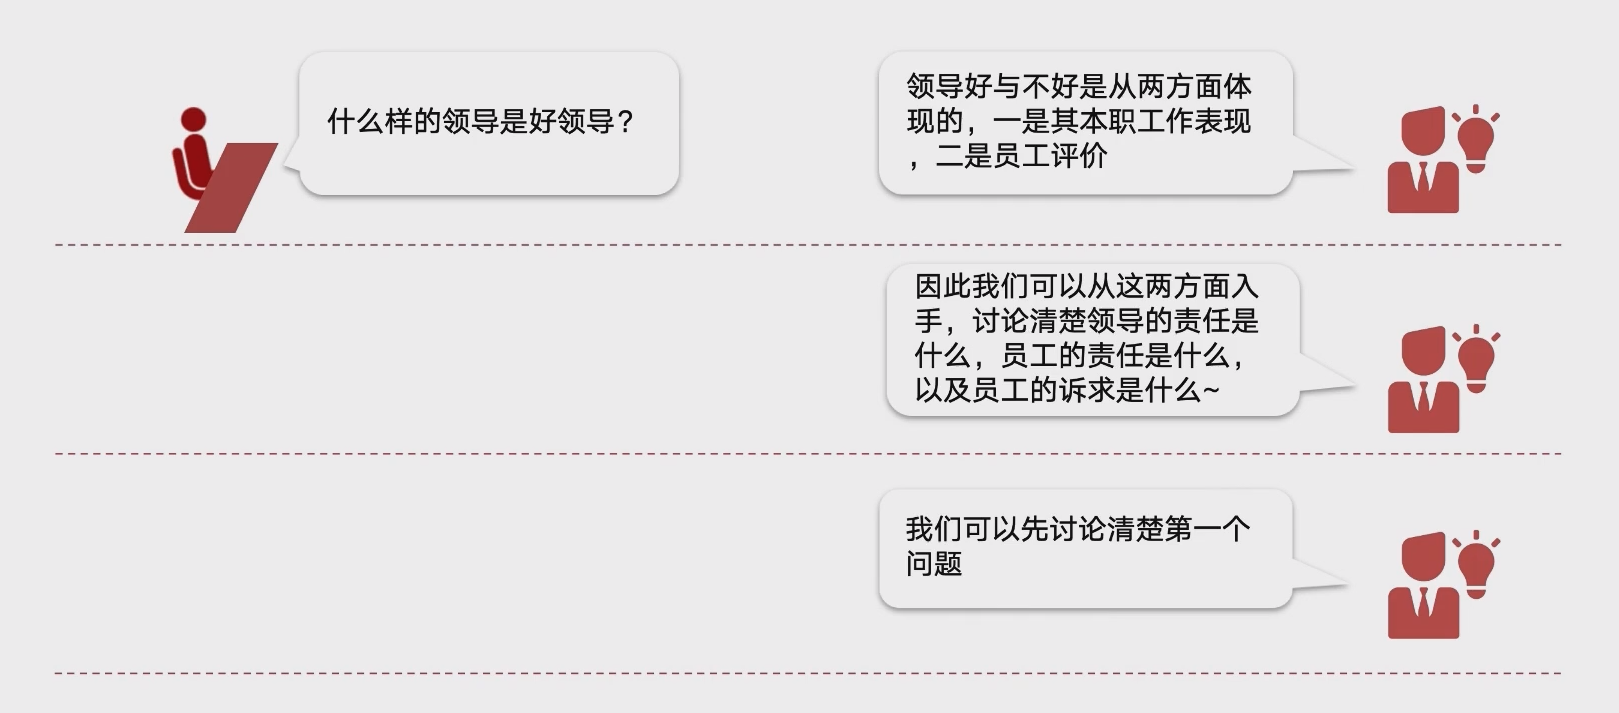 什么样的领导是好领导?
领导好与不好是从两方面体
现的，一是其本职工作表现
，二是员工评价
因此我们可以从这两方面入
手，讨论清楚领导的责任是
什么，员工的责任是什么，
以及员工的诉求是什么~
我们可以先讨论清楚第一个
问题